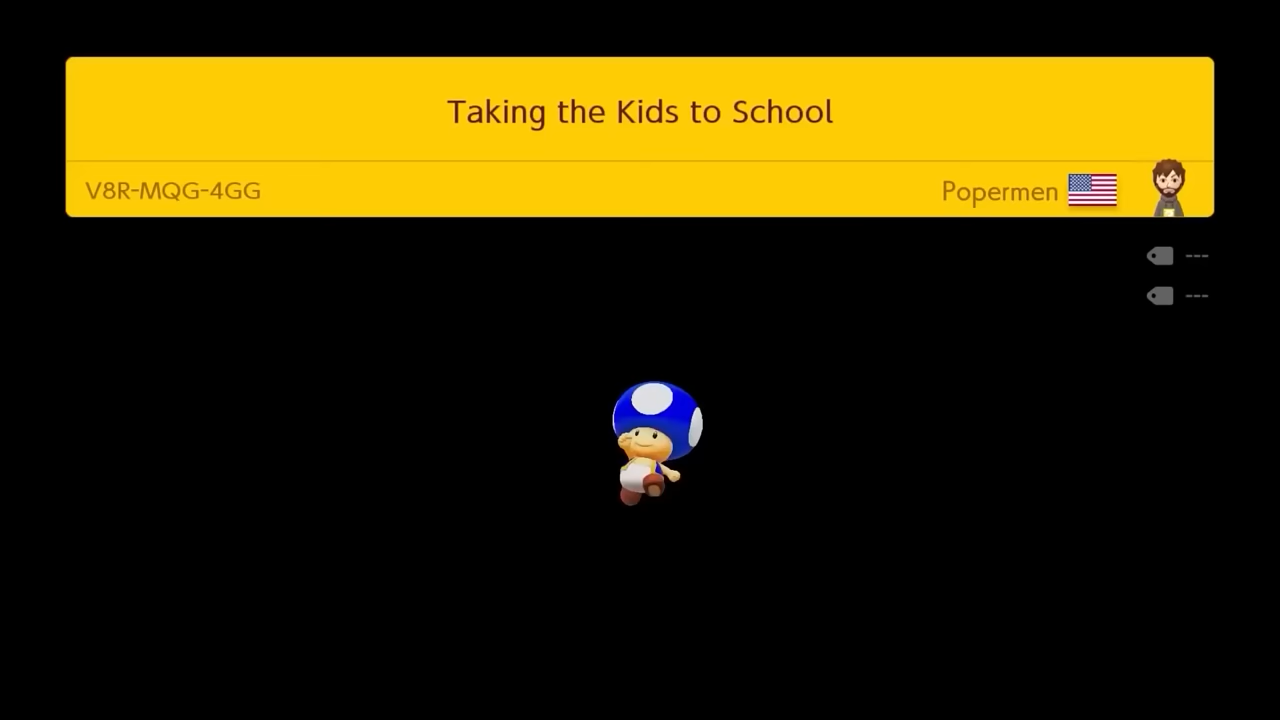 Taking the Kids to School
V8R-MQG-4GG
Popermen
---
---